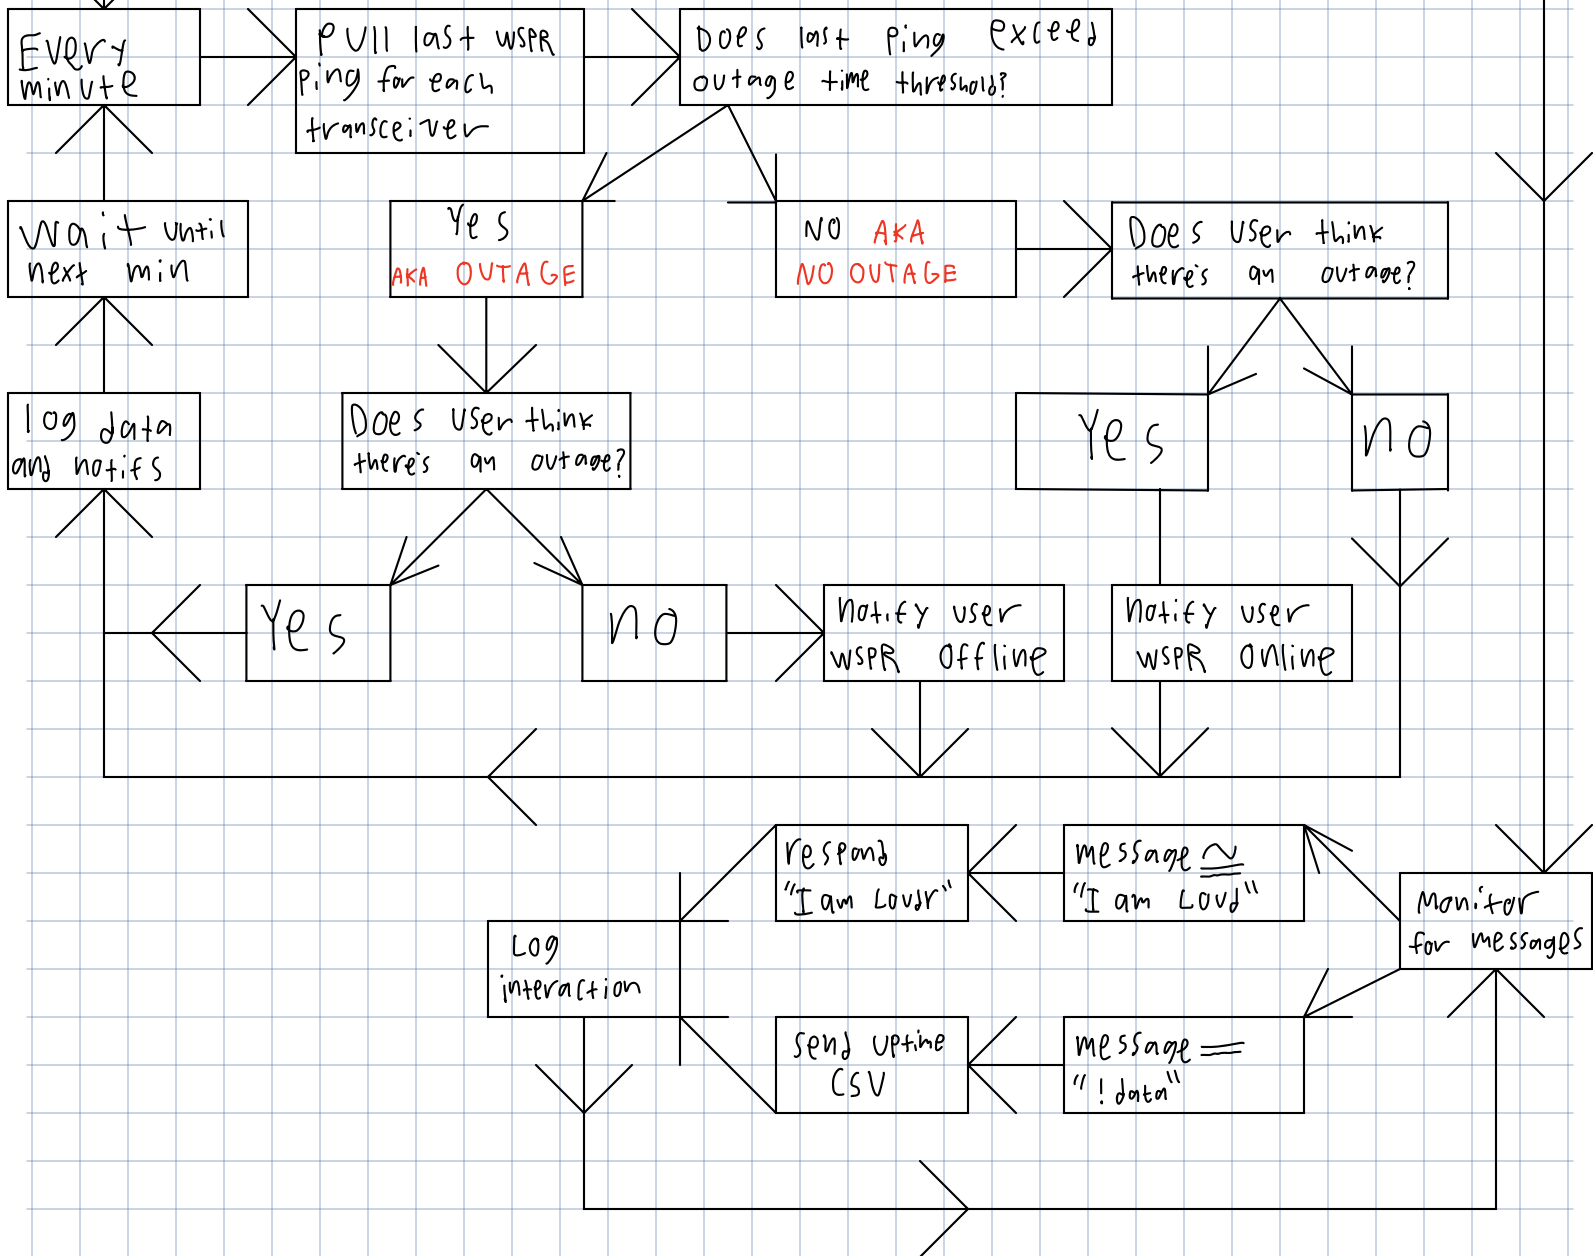 Every
minute
Pull last WSPR
ping for each
transceiver
Does last ping exceed
outage time threshold?
Wait until
next min
Yes
AKA OUTAGE
NO AKA
NO OUTAGE
Does user think
there's an outage?
log data
and notifs
Does user think
there's an outage?
Yes
no
Yes
no
notify user
WSPR Offline
notify user
WSPR Online
respond
"I am Loudr"
message ≅
"I am Loud"
Monitor
for messages
Log
interaction
send uptime
CSV
message =
"!data"